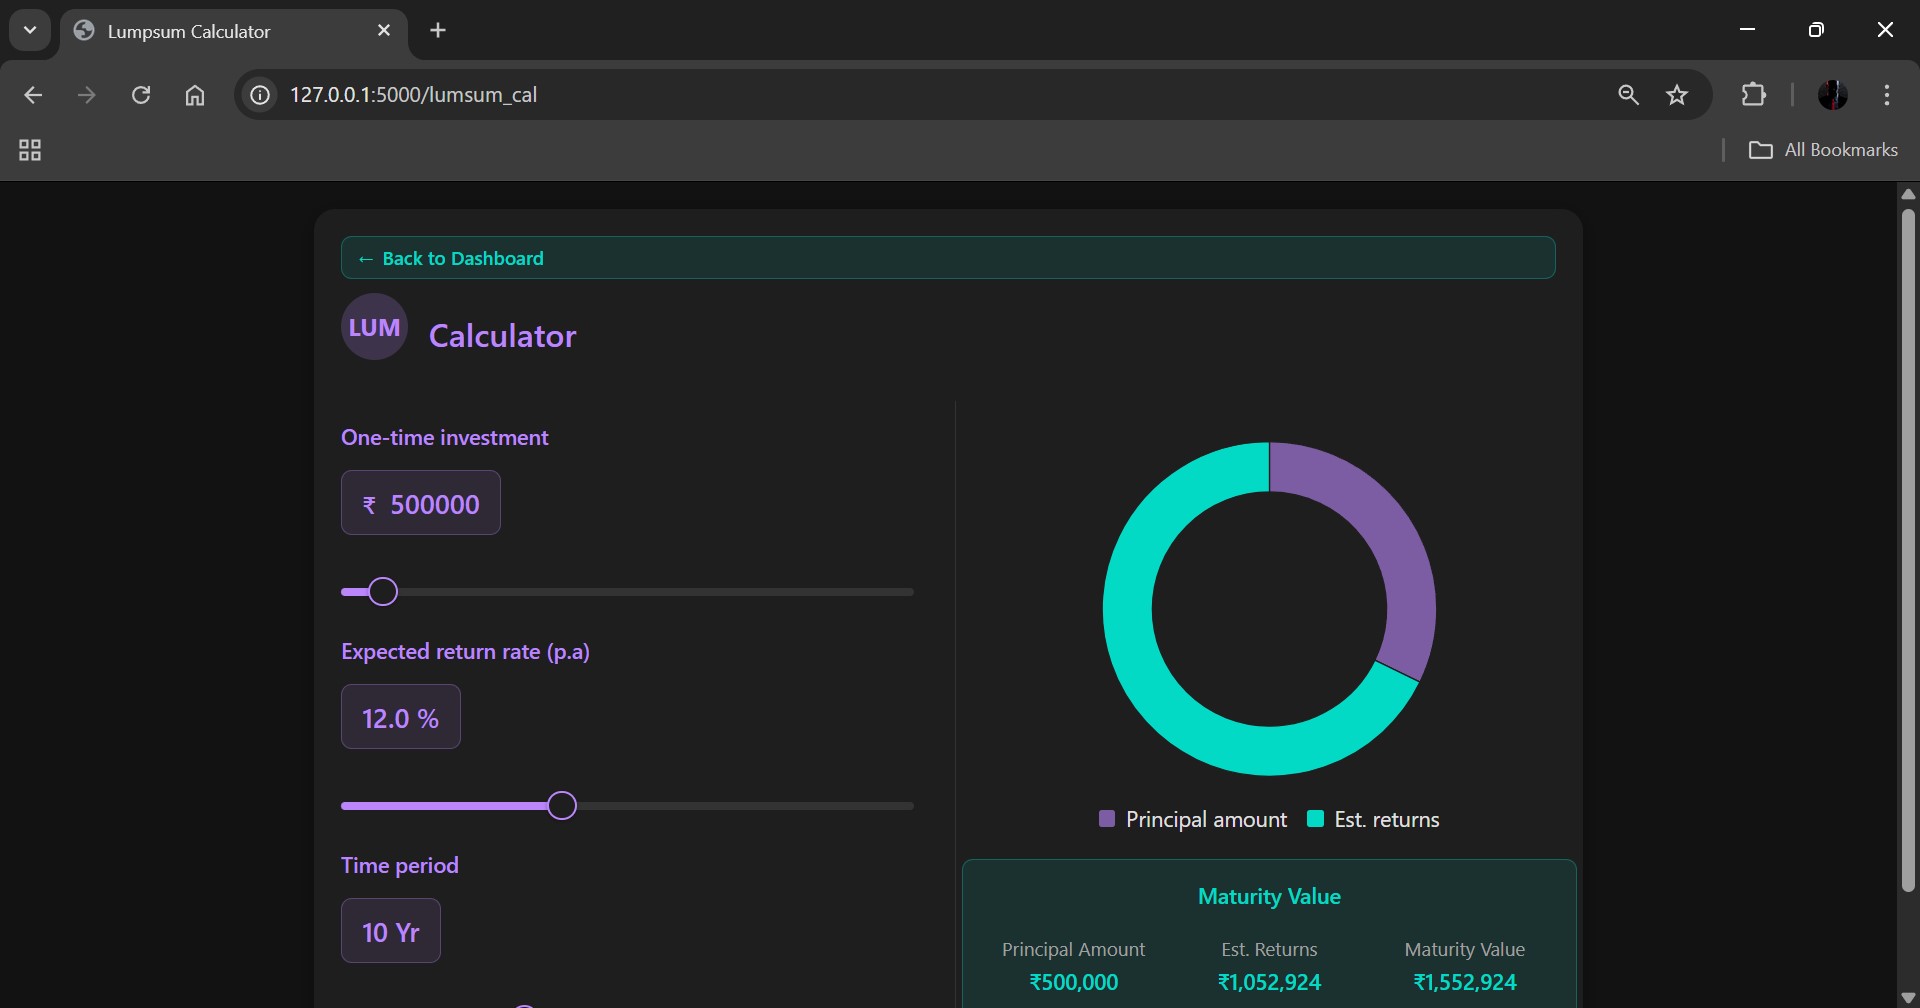 Lumpsum Calculator
127.0.0.1:5000/lumsum_cal
All Bookmarks
← Back to Dashboard
LUM Calculator
One-time investment
₹ 500000
Expected return rate (p.a)
12.0 %
Time period
10 Yr
Principal amount Est. returns
Maturity Value
Principal Amount Est. Returns Maturity Value
₹500,000 ₹1,052,924 ₹1,552,924